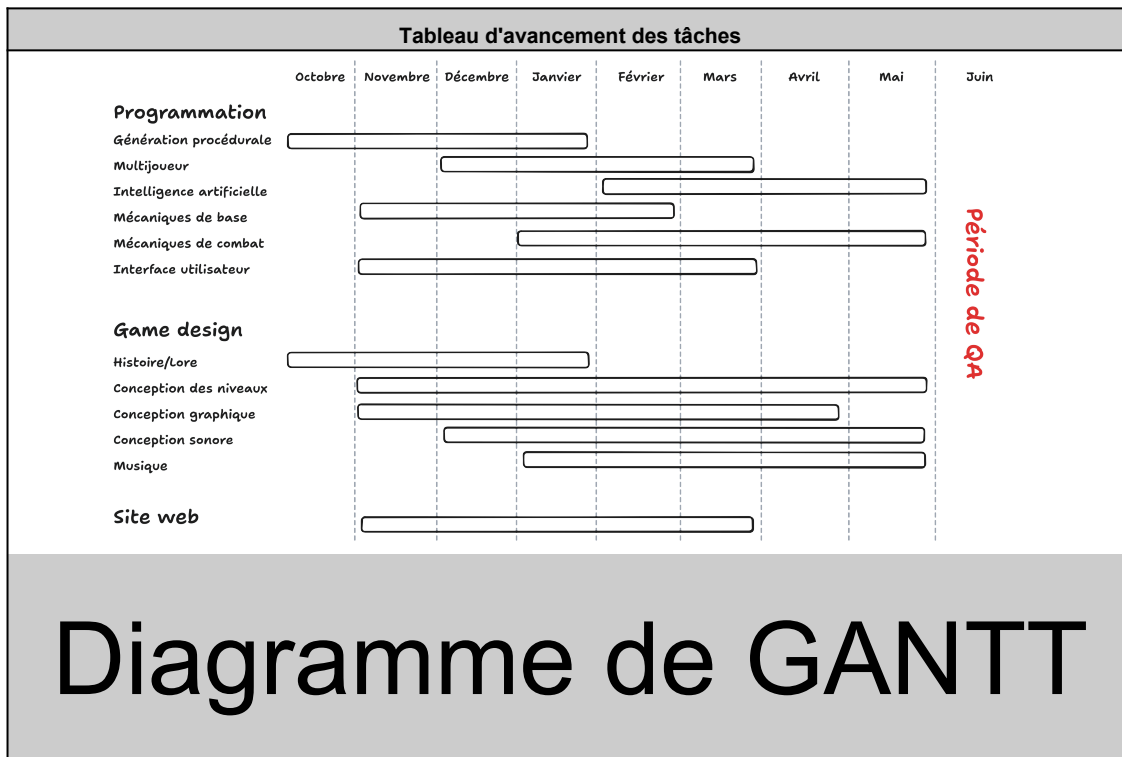 Tableau d'avancement des tâches
Octobre Novembre Décembre Janvier Février Mars Avril Mai Juin
Programmation
Génération procédurale
Multijoueur
Intelligence artificielle
Mécaniques de base
Mécaniques de combat
Interface utilisateur
Période de QA
Game design
Histoire/Lore
Conception des niveaux
Conception graphique
Conception sonore
Musique
Site web
Diagramme de GANTT